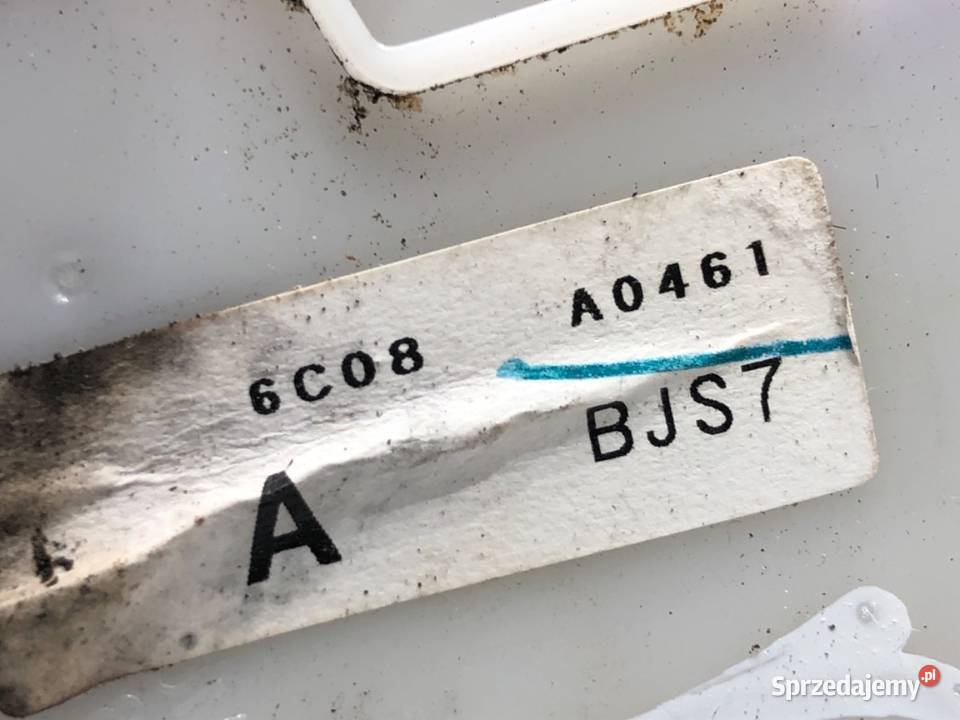 6C08 A0461
A BJS7
Sprzedajemy.pl